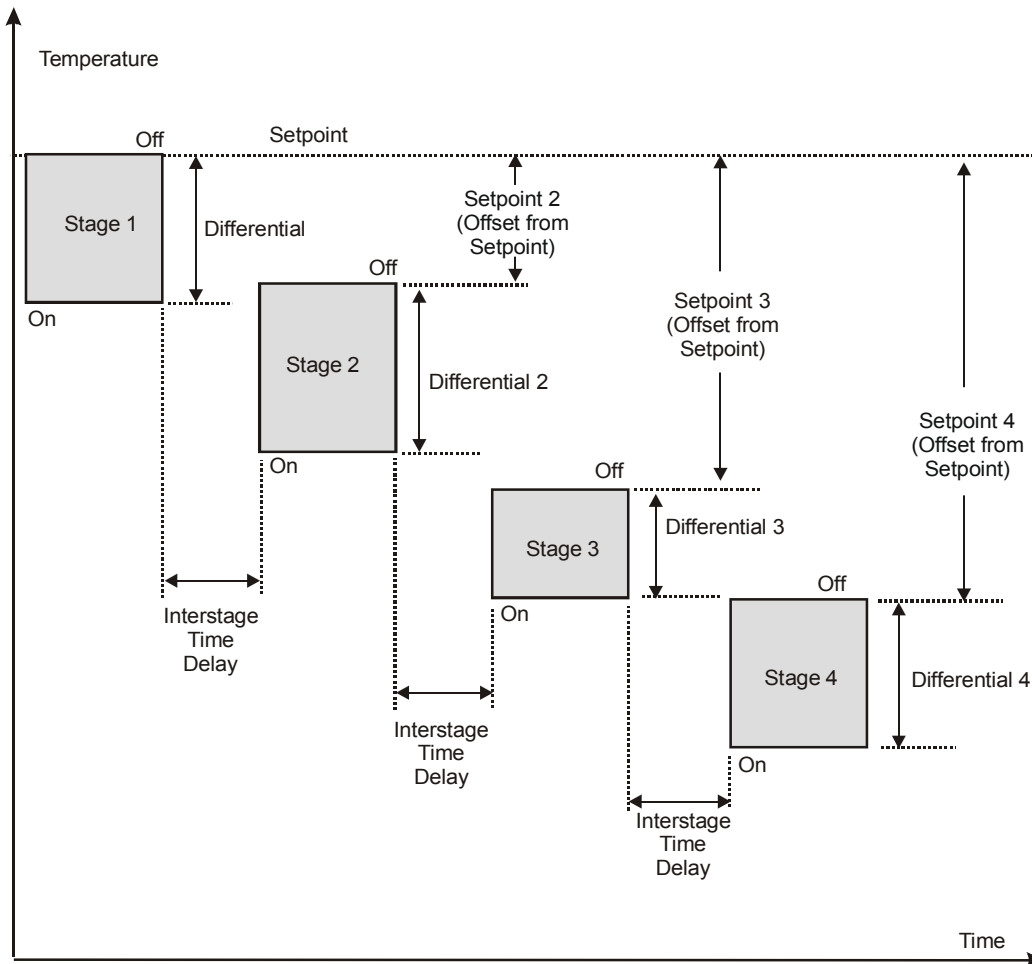 Temperature
Off
Setpoint
Stage 1
Differential
Setpoint 2
(Offset from
Setpoint)
On
Off
Stage 2
Differential 2
On
Setpoint 3
(Offset from
Setpoint)
Setpoint 4
(Offset from
Setpoint)
Off
Stage 3
Differential 3
On
Interstage
Time
Delay
Off
Stage 4
Differential 4
On
Interstage
Time
Delay
Interstage
Time
Delay
Time